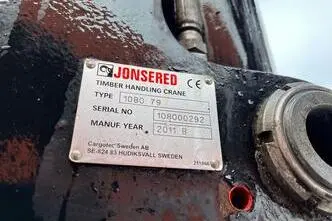 JONSERED CE
TIMBER HANDLING CRANE
TYPE 1080 79
SERIAL NO 108000292
MANUF. YEAR 2011 B
Cargotec Sweden AB
SE-824 83 HUDIKSVALL SWEDEN